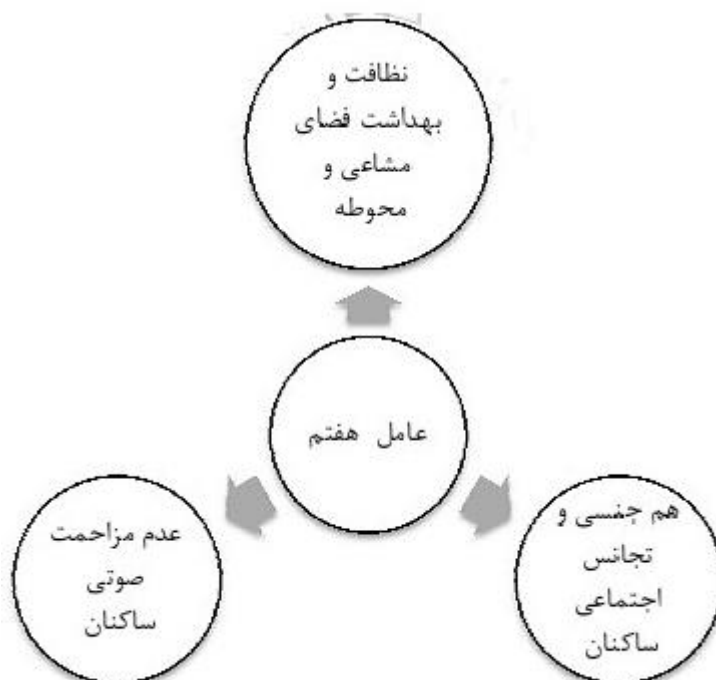 نظافت و
بهداشت فضای
مشاعی و
محوطه
عامل هفتم
هم جنسی و
تجانس
اجتماعی
ساکنان
عدم مزاحمت
صوتی
ساکنان